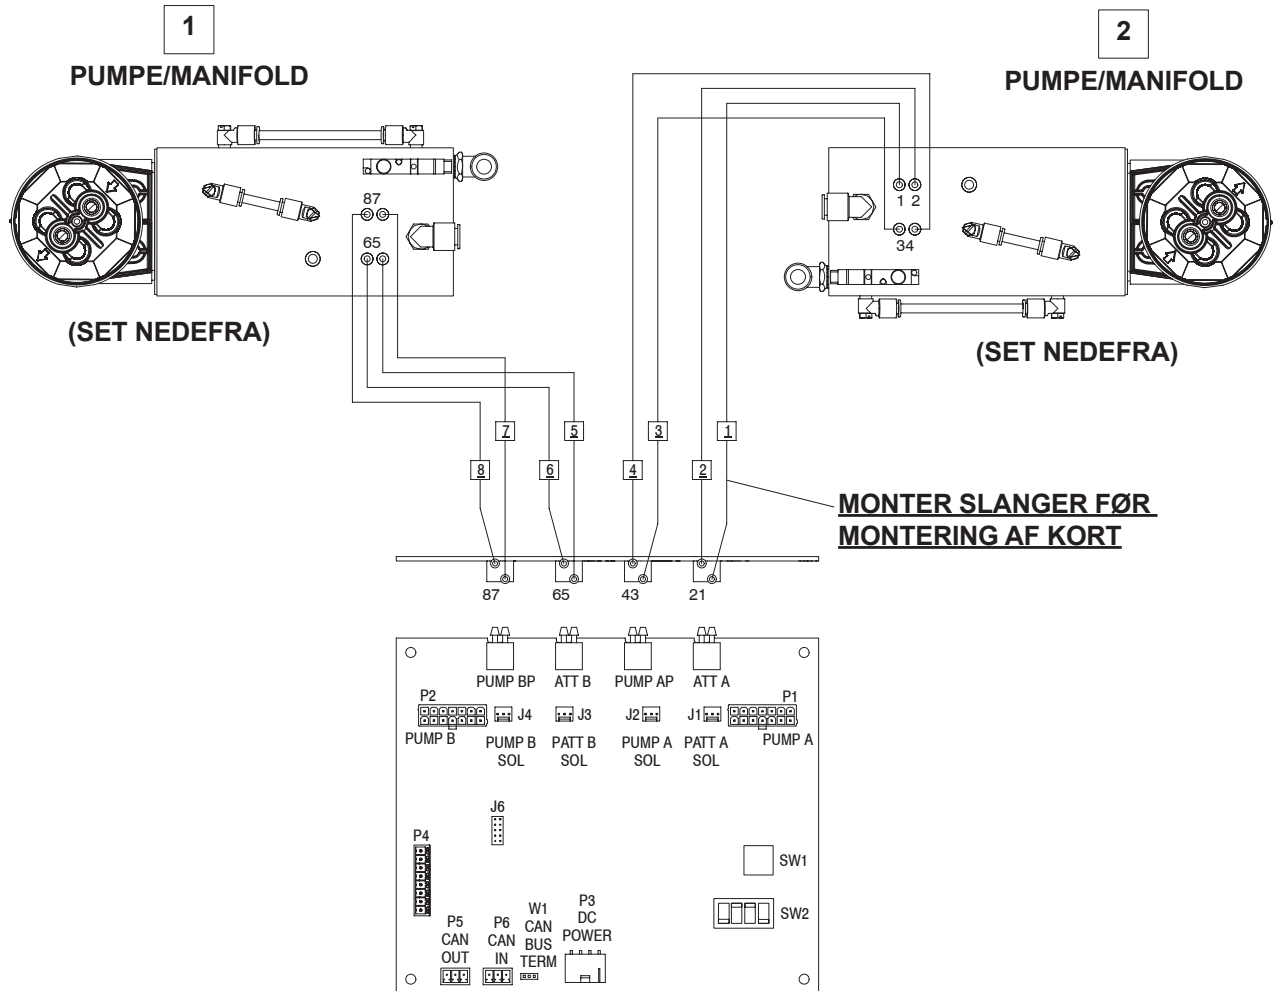 1
PUMPE/MANIFOLD
2
PUMPE/MANIFOLD
87
65
1 2
34
(SET NEDEFRA)
(SET NEDEFRA)
7
5
3
1
8
6
4
2
MONTER SLANGER FØR
MONTERING AF KORT
87
65
43
21
PUMP BP
ATT B
PUMP AP
ATT A
P2
P1
J4
J3
J2
J1
PUMP B
PUMP A
PUMP B
SOL
PATT B
SOL
PUMP A
SOL
PATT A
SOL
J6
P4
SW1
SW2
P5
CAN
OUT
P6
CAN
IN
W1
CAN
BUS
TERM
P3
DC
POWER